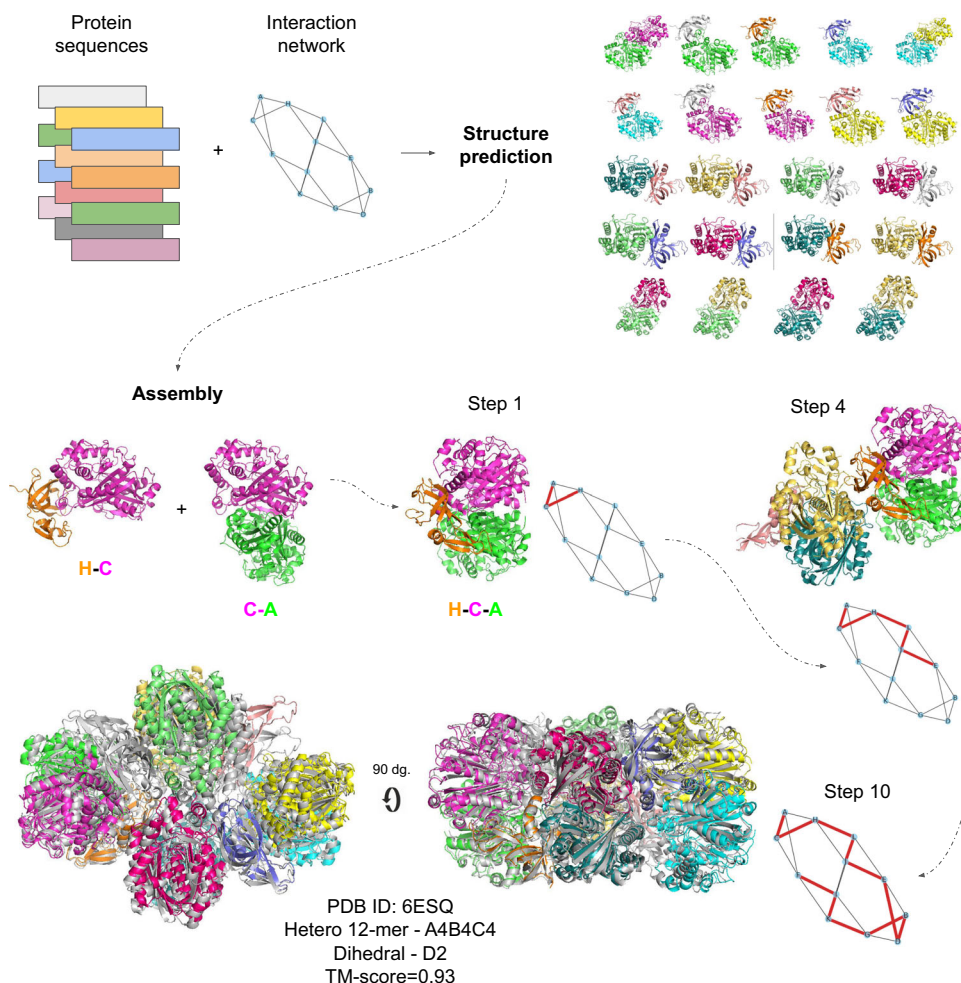 Protein
sequences
Interaction
network
+
Structure
prediction
Assembly
Step 1
Step 4
+
H-C
C-A
H-C-A
90 dg.
Step 10
PDB ID: 6ESQ
Hetero 12-mer - A4B4C4
Dihedral - D2
TM-score=0.93